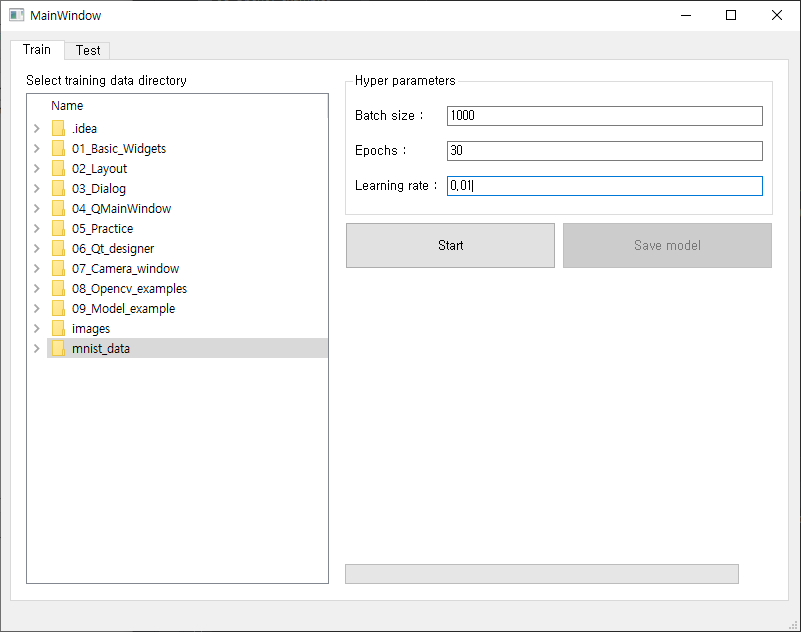 MainWindow
Train
Test
Select training data directory
Name
.idea
01_Basic_Widgets
02_Layout
03_Dialog
04_QMainWindow
05_Practice
06_Qt_designer
07_Camera_window
08_Opencv_examples
09_Model_example
images
mnist_data
Hyper parameters
Batch size : 1000
Epochs : 30
Learning rate : 0.01
Start
Save model